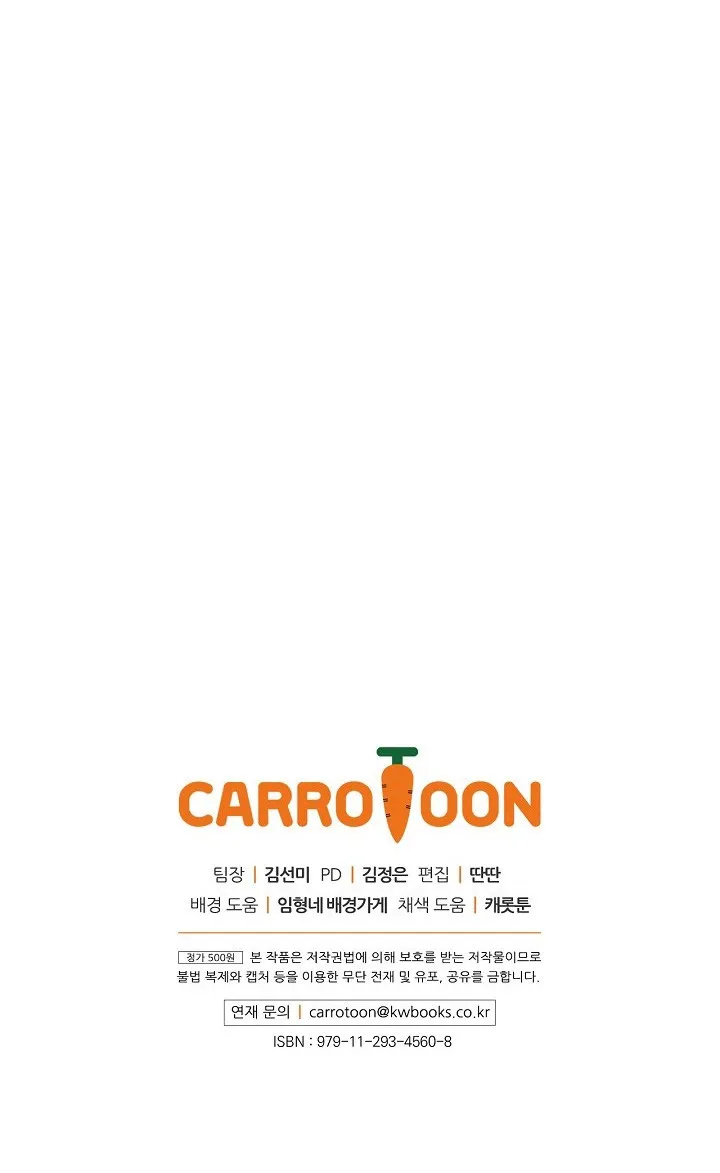 CARROTOON
팀장 | 김선미 PD | 김정은 편집 | 딴딴
배경 도움 | 임형네 배경가게 채색 도움 | 캐롯툰
정가 500원 본 작품은 저작권법에 의해 보호를 받는 저작물이므로
불법 복제와 캡처 등을 이용한 무단 전재 및 유포, 공유를 금합니다.
연재 문의 | carrotoon@kwbooks.co.kr
ISBN : 979-11-293-4560-8